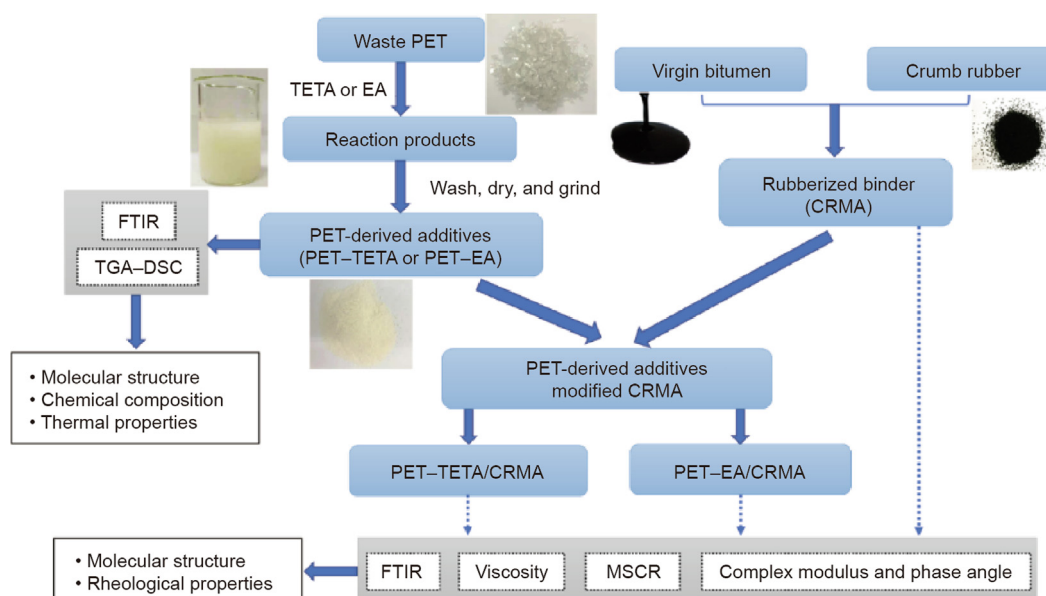 Waste PET
Virgin bitumen
Crumb rubber
TETA or EA
Reaction products
Wash, dry, and grind
Rubberized binder
(CRMA)
FTIR
TGA–DSC
PET-derived additives
(PET–TETA or PET–EA)
• Molecular structure
• Chemical composition
• Thermal properties
PET-derived additives
modified CRMA
PET–TETA/CRMA
PET–EA/CRMA
• Molecular structure
• Rheological properties
FTIR
Viscosity
MSCR
Complex modulus and phase angle